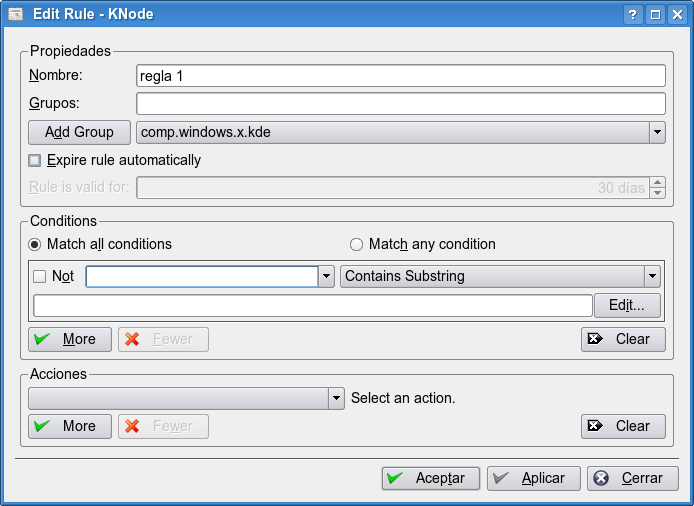 Edit Rule - KNode
Propiedades
Nombre: regla 1
Grupos:
Add Group comp.windows.x.kde
Expire rule automatically
Rule is valid for: 30 días
Conditions
Match all conditions Match any condition
Not Contains Substring
Edit...
More Fewer Clear
Acciones
Select an action.
More Fewer Clear
Aceptar Aplicar Cerrar